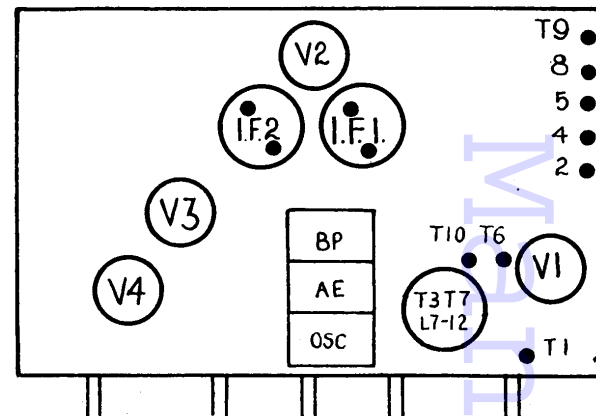 T9
V2
8
5
I.F.2 I.F.1.
4
2
V3
BP
T10 T6
V1
V4
AE
T3 T7
L7-12
OSC
T1
Man